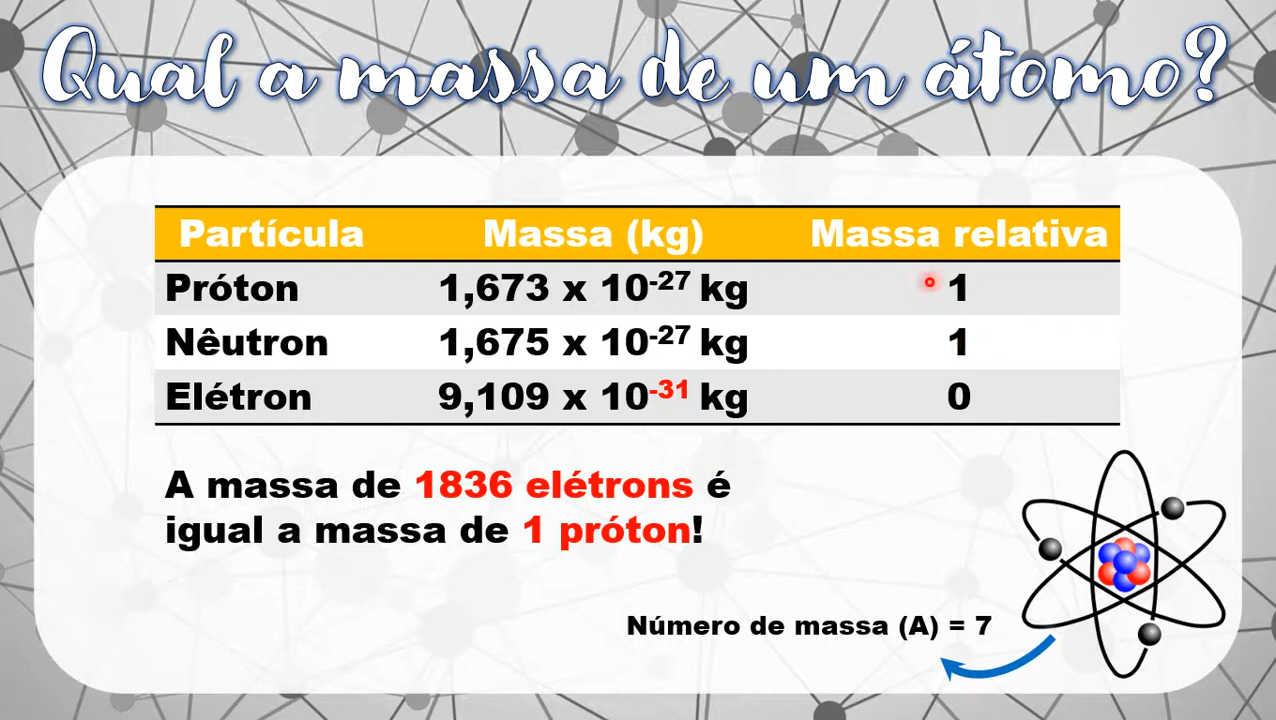 Qual a massa de um átomo?
Partícula Massa (kg) Massa relativa
Próton 1,673 x 10⁻²⁷ kg 1
Nêutron 1,675 x 10⁻²⁷ kg 1
Elétron 9,109 x 10⁻³¹ kg 0
A massa de 1836 elétrons é
igual a massa de 1 próton!
Número de massa (A) = 7